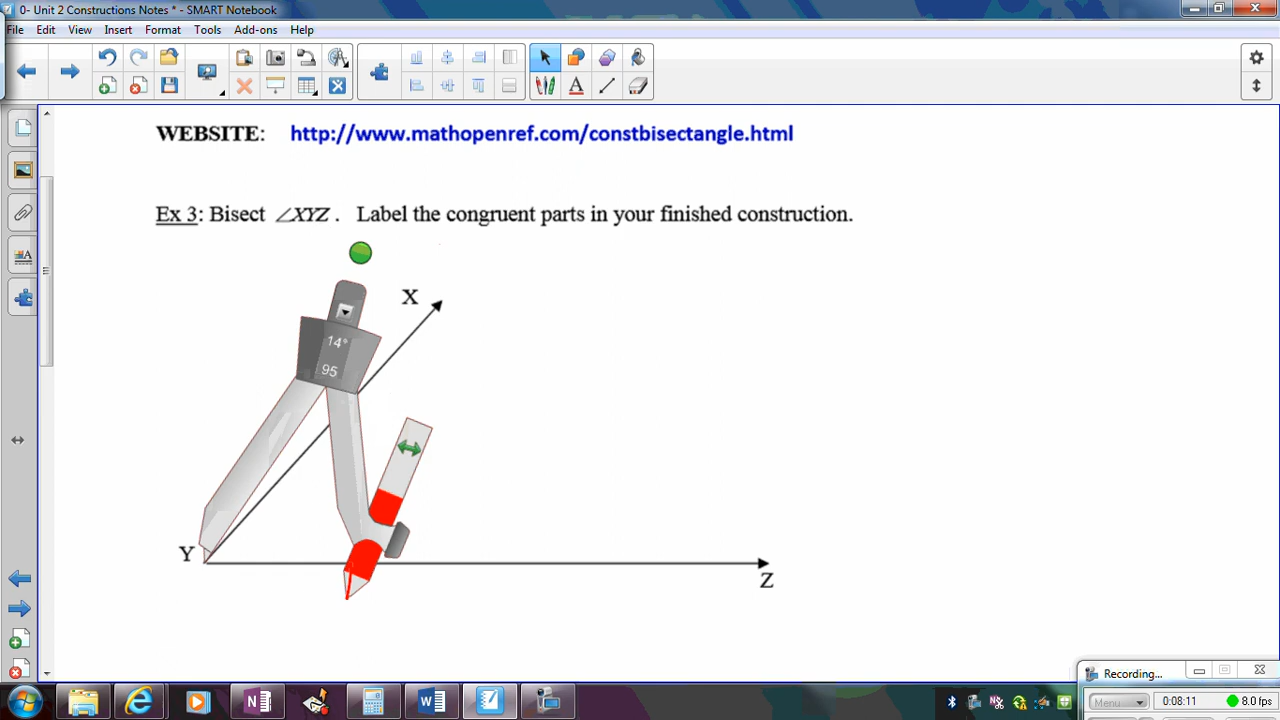 0- Unit 2 Constructions Notes * - SMART Notebook
File Edit View Insert Format Tools Add-ons Help
WEBSITE: http://www.mathopenref.com/constbisectangle.html
Ex 3: Bisect ∠XYZ . Label the congruent parts in your finished construction.
X
14°
95
Y
Z
Recording...
Menu 0:08:11 8.0 fps